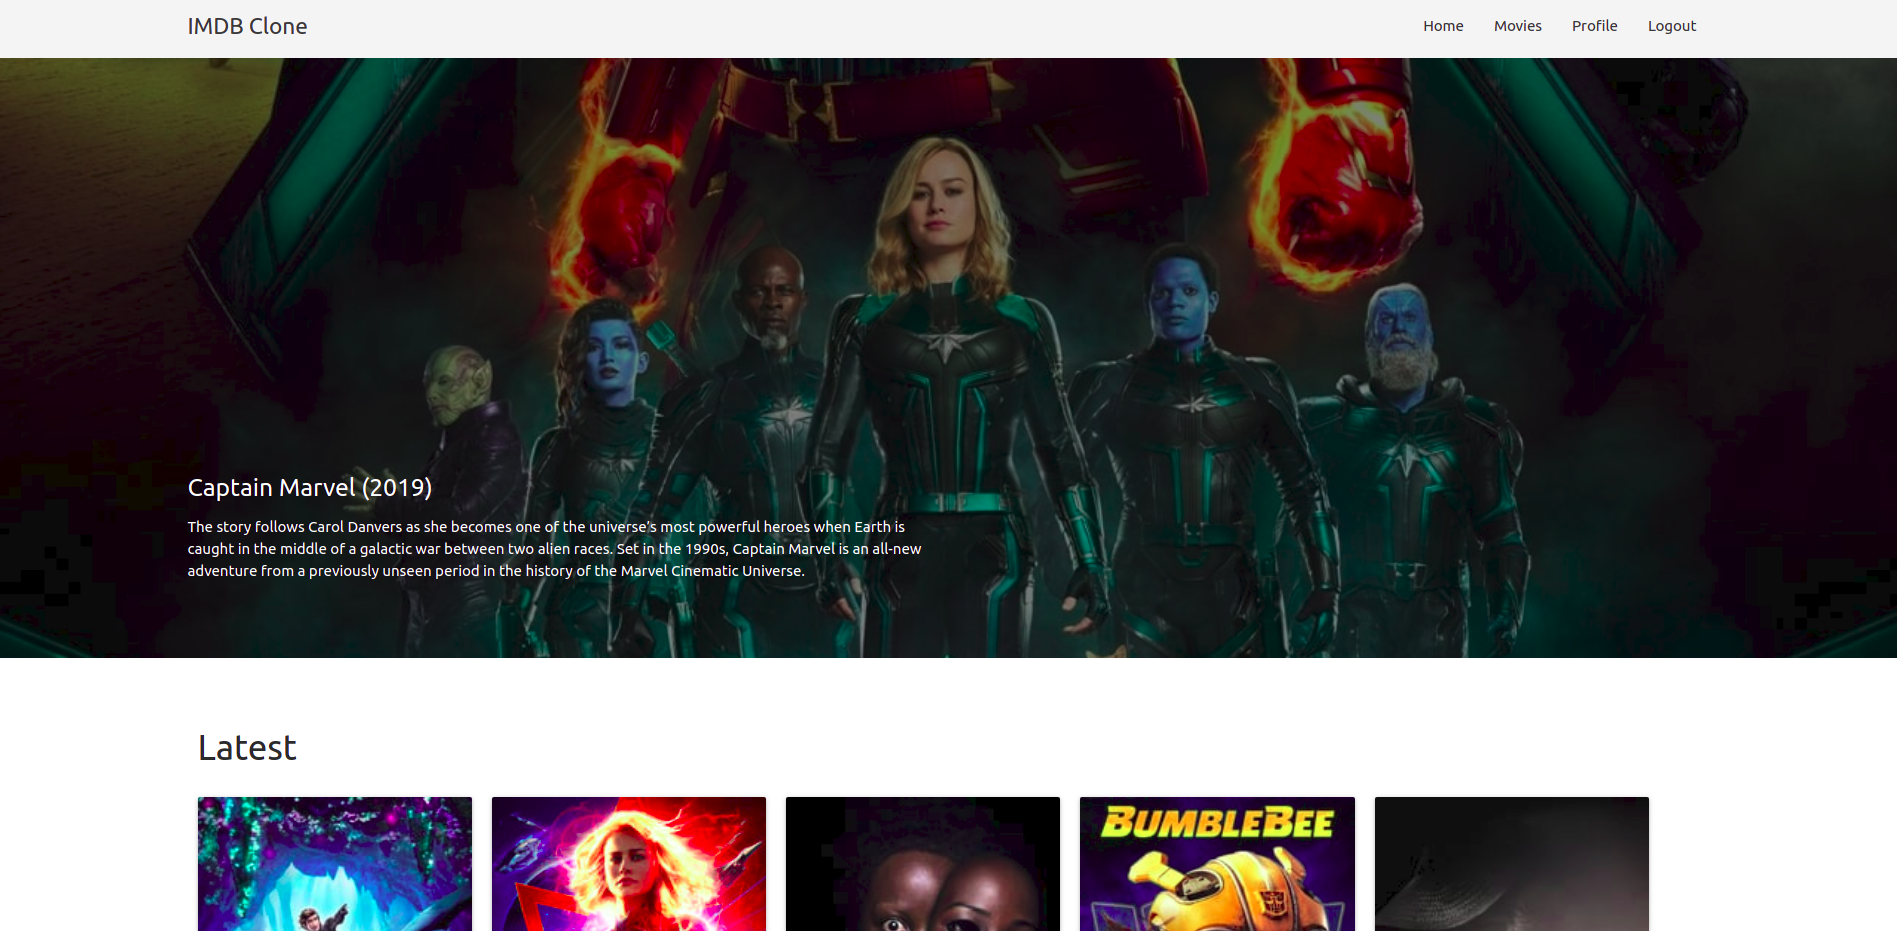 IMDB Clone
Home
Movies
Profile
Logout
Captain Marvel (2019)
The story follows Carol Danvers as she becomes one of the universe's most powerful heroes when Earth is
caught in the middle of a galactic war between two alien races. Set in the 1990s, Captain Marvel is an all-new
adventure from a previously unseen period in the history of the Marvel Cinematic Universe.
Latest
BUMBLEBEE